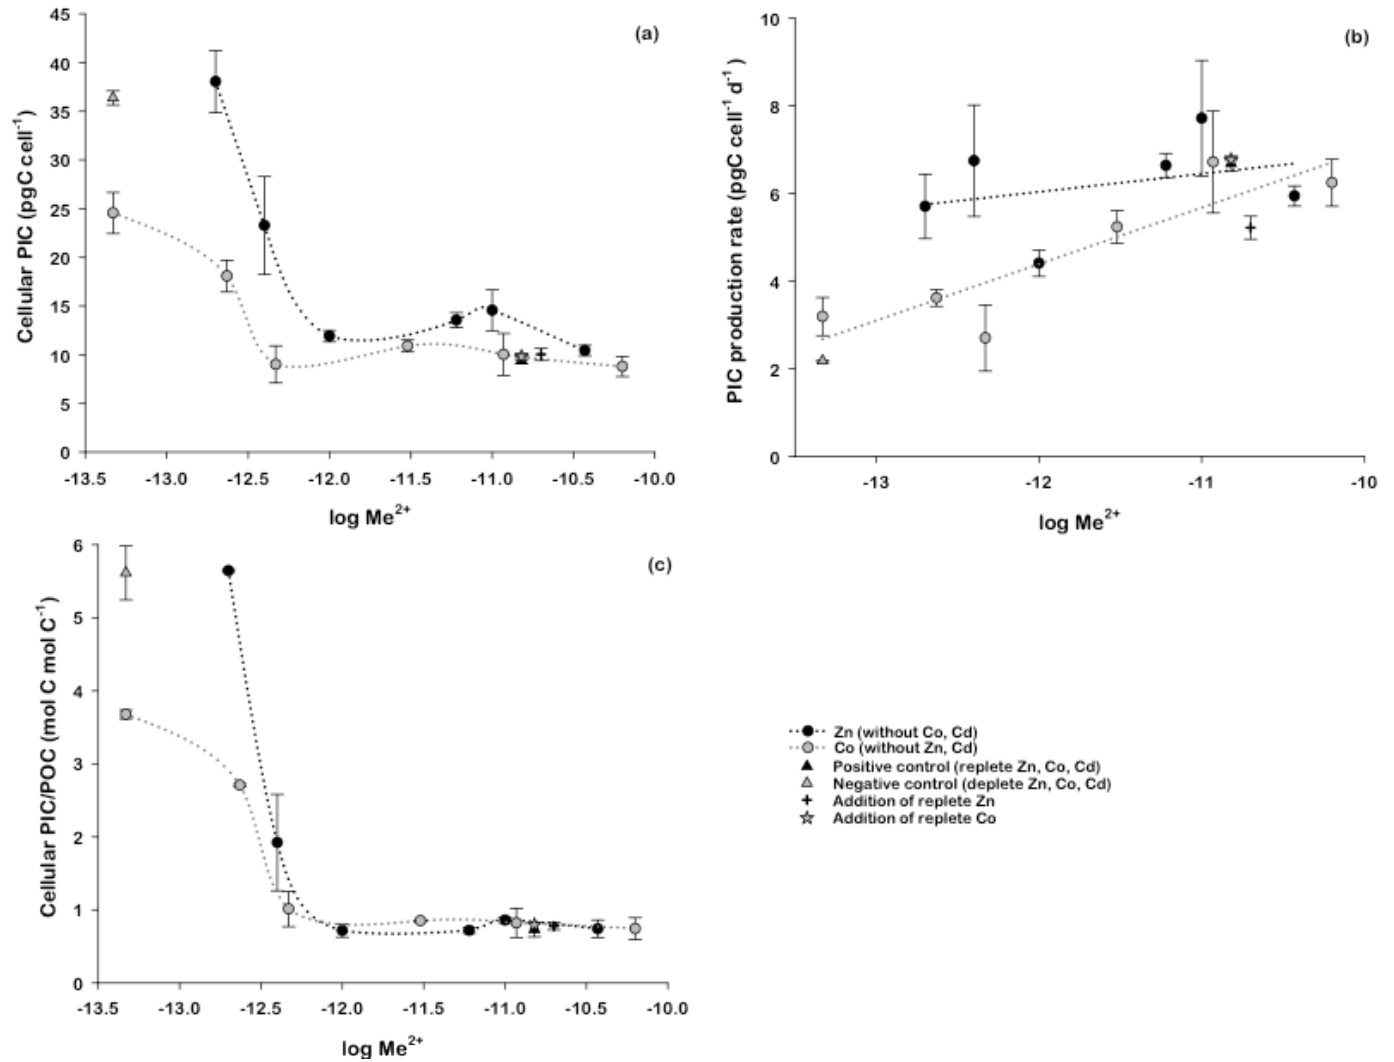 (a)
Cellular PIC (pgC cell-1)
45
40
35
30
25
20
15
10
5
0
-13.5 -13.0 -12.5 -12.0 -11.5 -11.0 -10.5 -10.0
log Me2+
(b)
PIC production rate (pgC cell-1 d-1)
10
8
6
4
2
0
-13 -12 -11 -10
log Me2+
(c)
Cellular PIC/POC (mol C mol C-1)
6
5
4
3
2
1
0
-13.5 -13.0 -12.5 -12.0 -11.5 -11.0 -10.5 -10.0
log Me2+
Zn (without Co, Cd)
Co (without Zn, Cd)
Positive control (replete Zn, Co, Cd)
Negative control (deplete Zn, Co, Cd)
Addition of replete Zn
Addition of replete Co